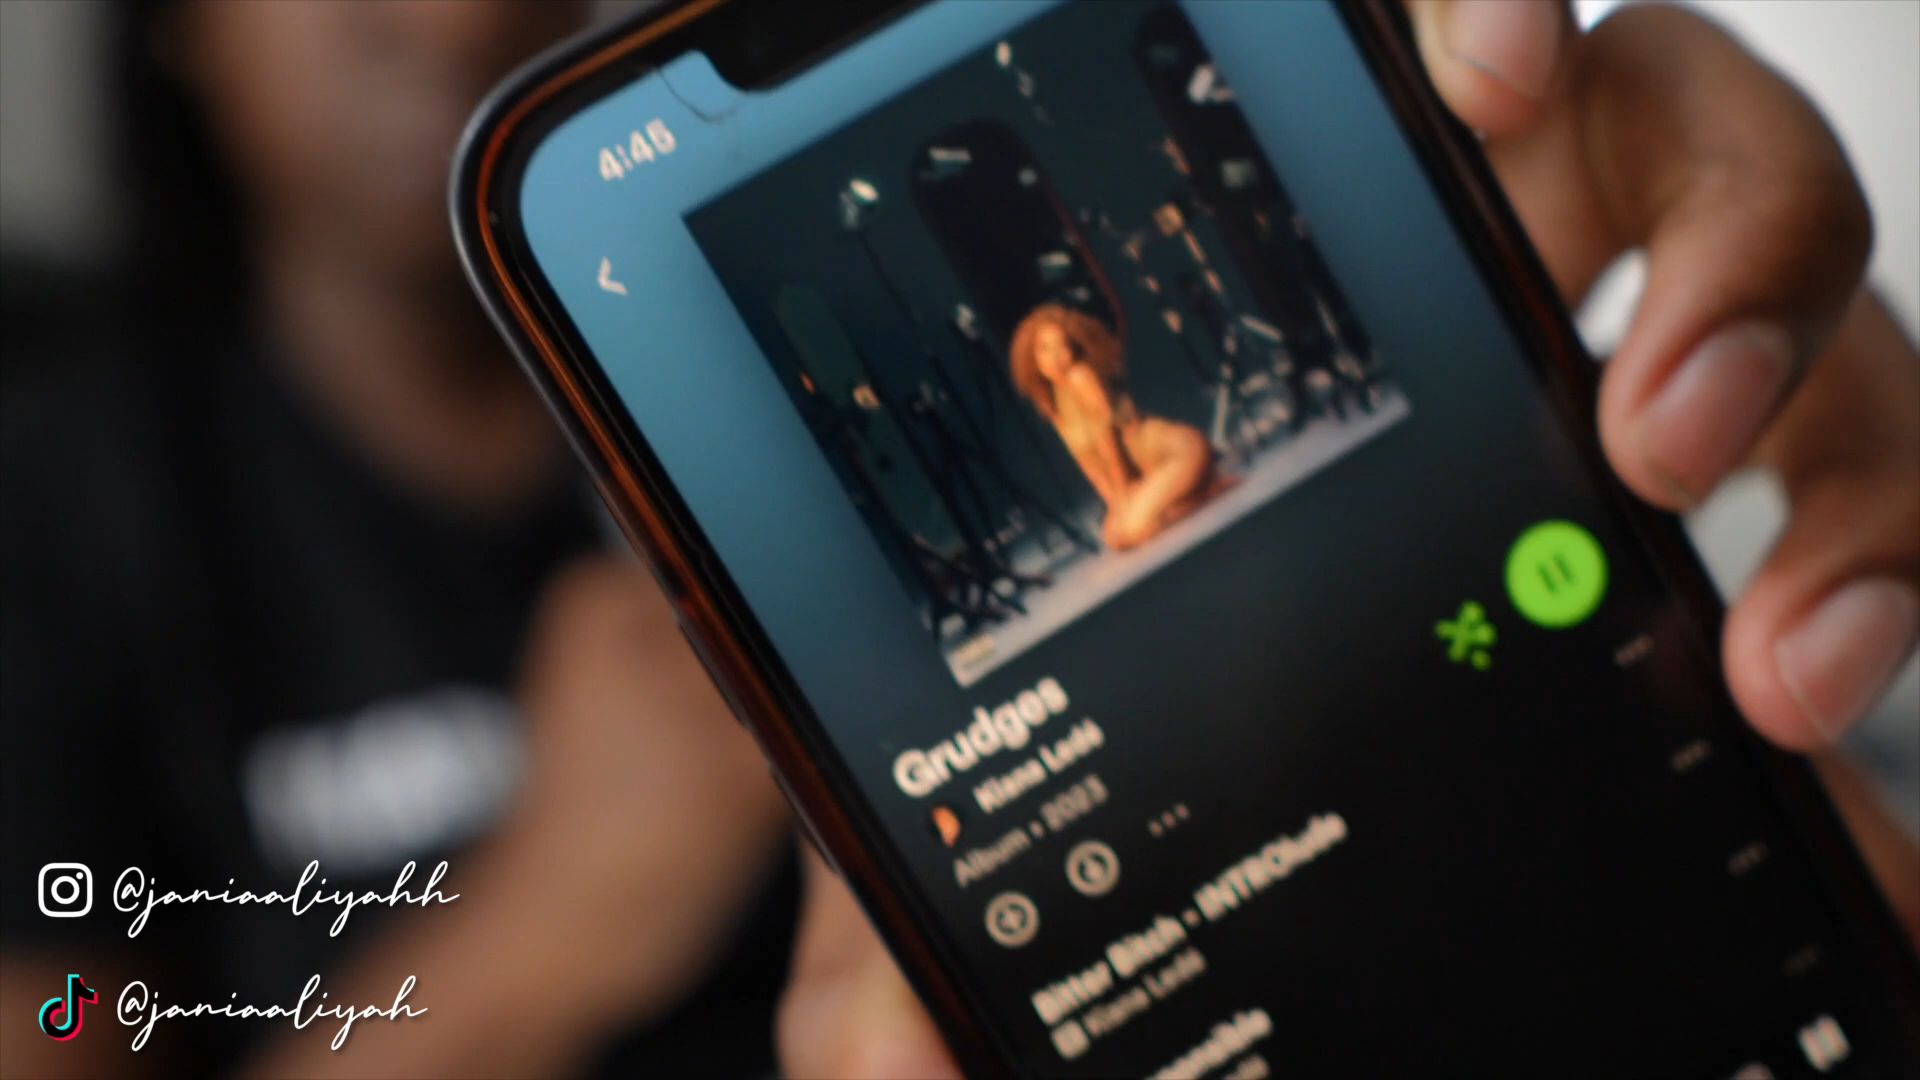 4:45
Grudges
Kiana Ledé
Album • 2023
Bitter Bitch - INTROlude
E Kiana Ledé
@janiaaliyahh
@janiaaliyah